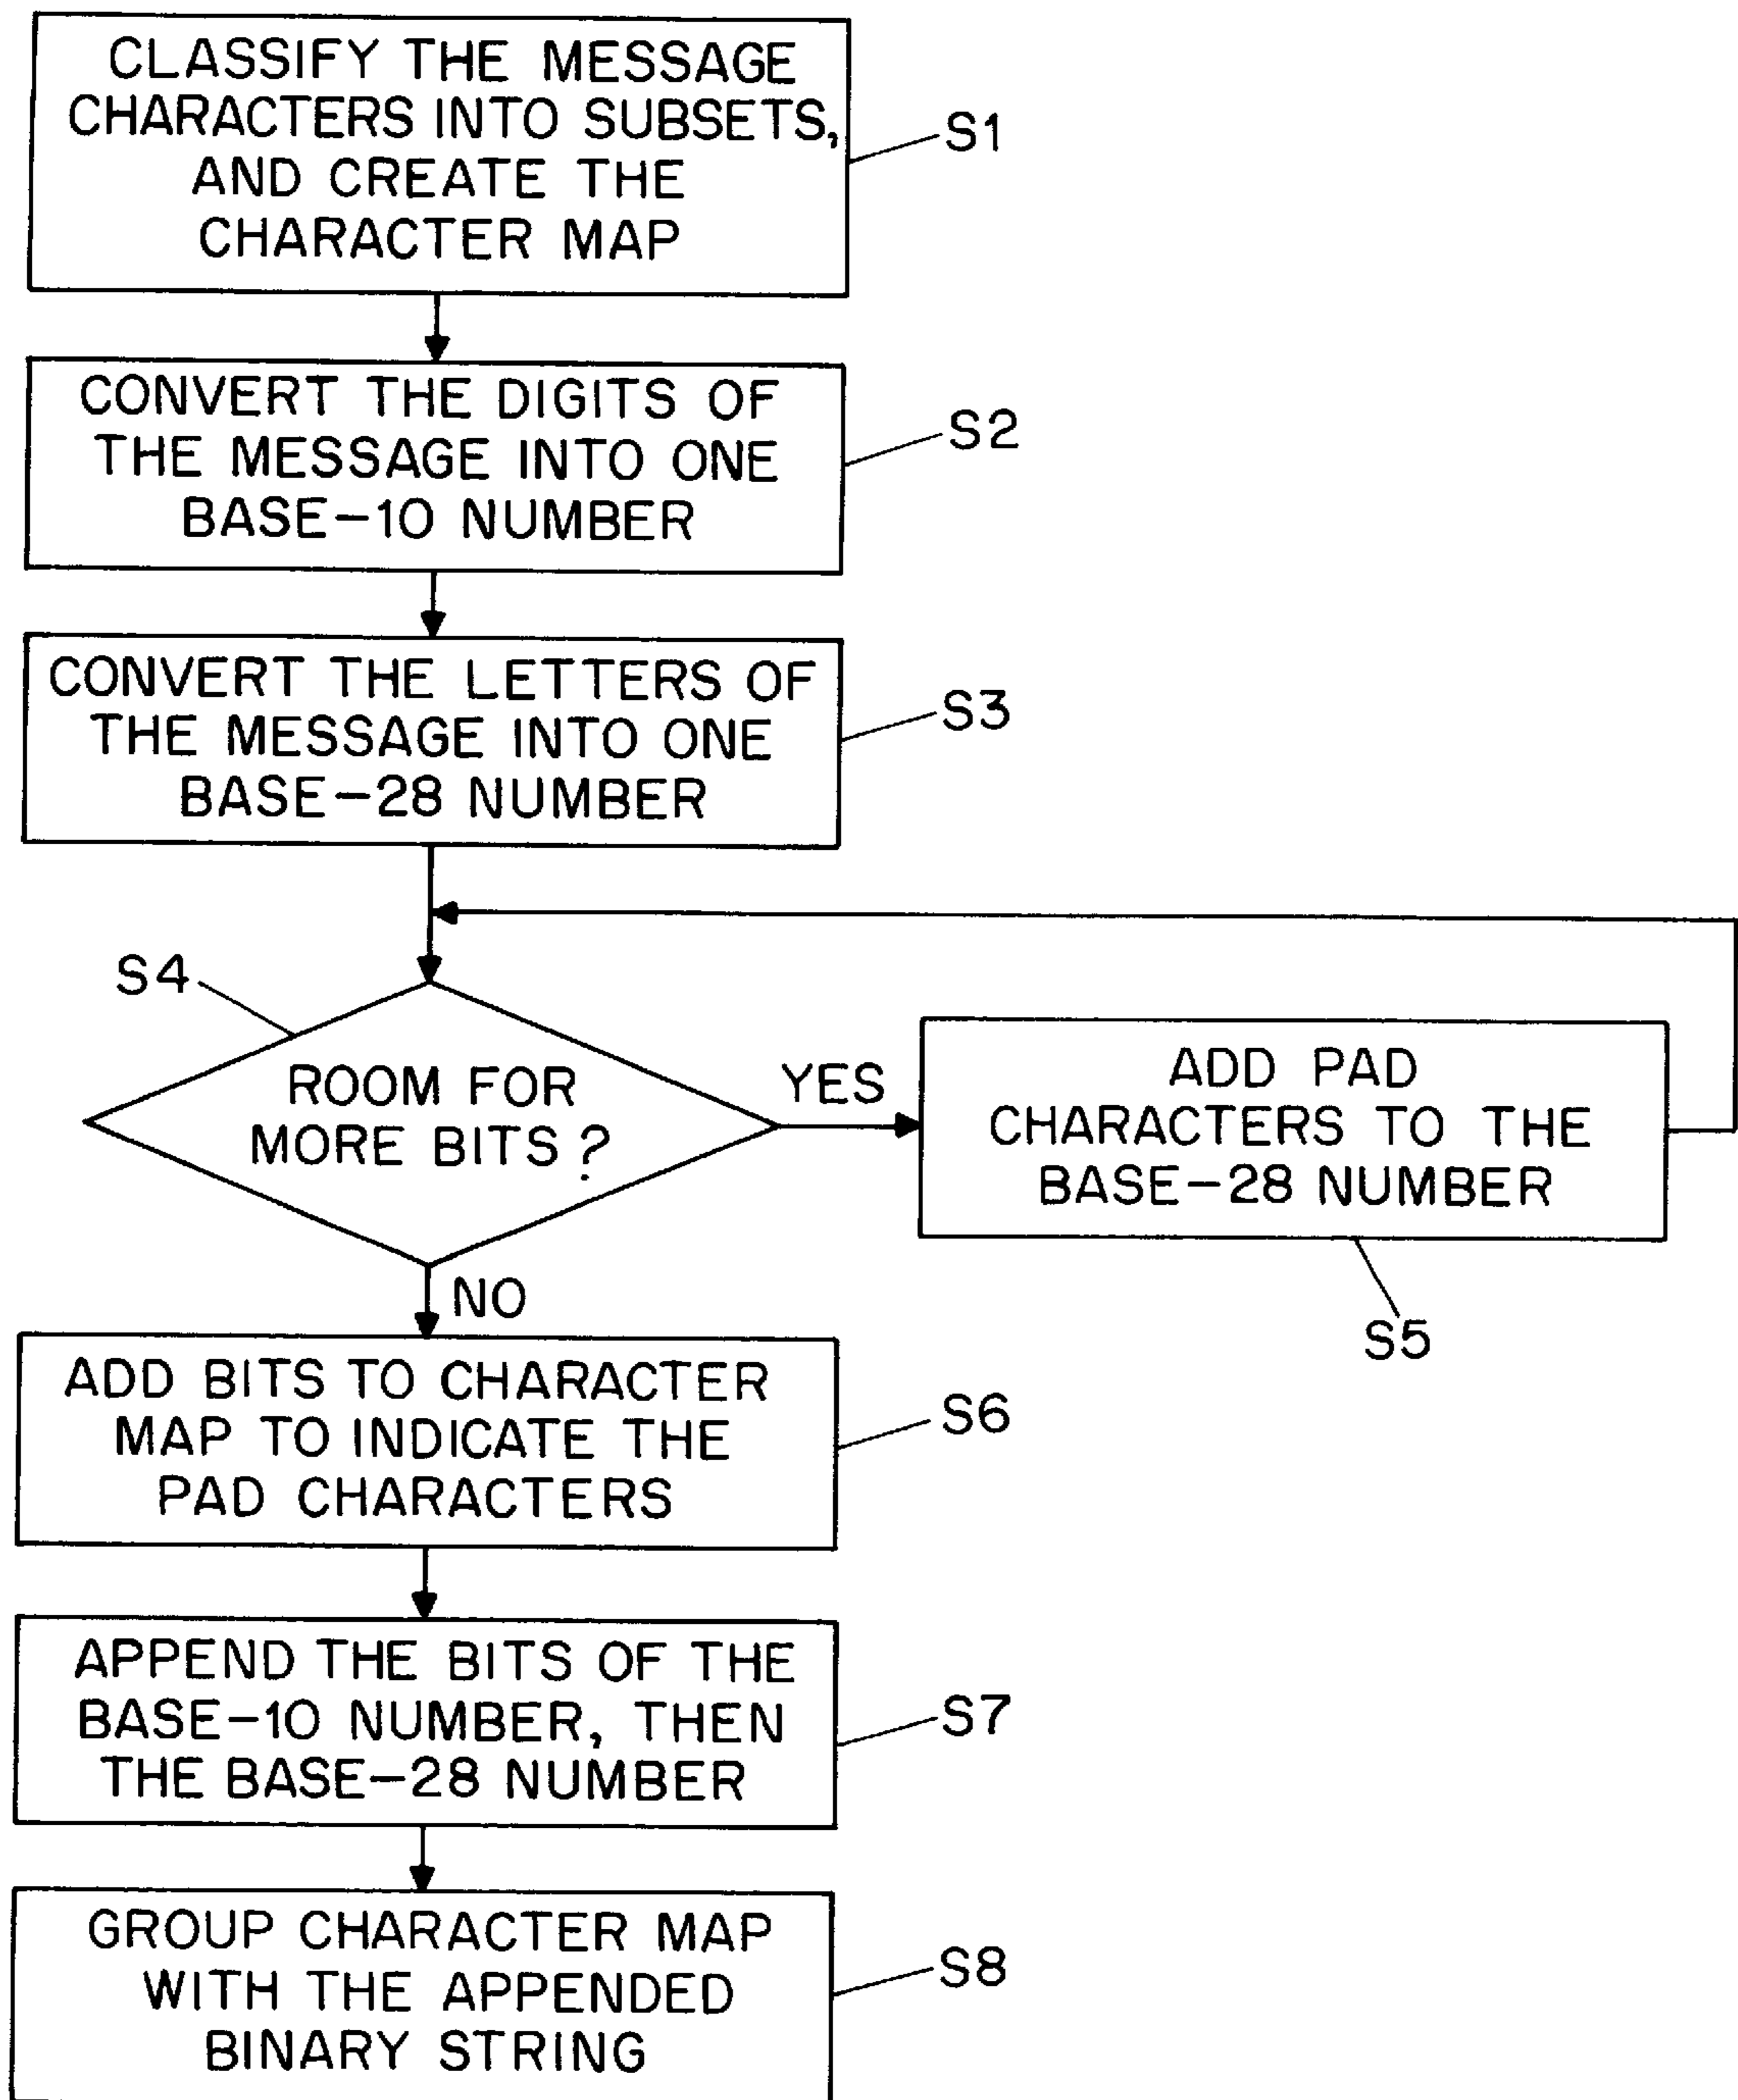 CLASSIFY THE MESSAGE
CHARACTERS INTO SUBSETS,
AND CREATE THE
CHARACTER MAP
S1
CONVERT THE DIGITS OF
THE MESSAGE INTO ONE
BASE-10 NUMBER
S2
CONVERT THE LETTERS OF
THE MESSAGE INTO ONE
BASE-28 NUMBER
S3
S4
ROOM FOR
MORE BITS?
YES
ADD PAD
CHARACTERS TO THE
BASE-28 NUMBER
S5
NO
ADD BITS TO CHARACTER
MAP TO INDICATE THE
PAD CHARACTERS
S6
APPEND THE BITS OF THE
BASE-10 NUMBER, THEN
THE BASE-28 NUMBER
S7
GROUP CHARACTER MAP
WITH THE APPENDED
BINARY STRING
S8